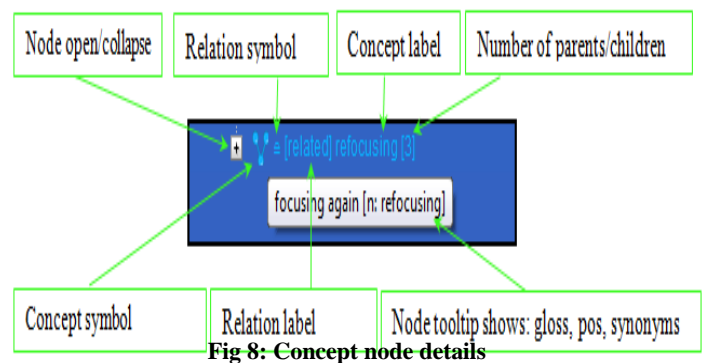 Node open/collapse
Relation symbol
Concept label
Number of parents/children
+ ≙ [related] refocusing [3]
focusing again [n: refocusing]
Concept symbol
Relation label
Node tooltip shows: gloss, pos, synonyms
Fig 8: Concept node details